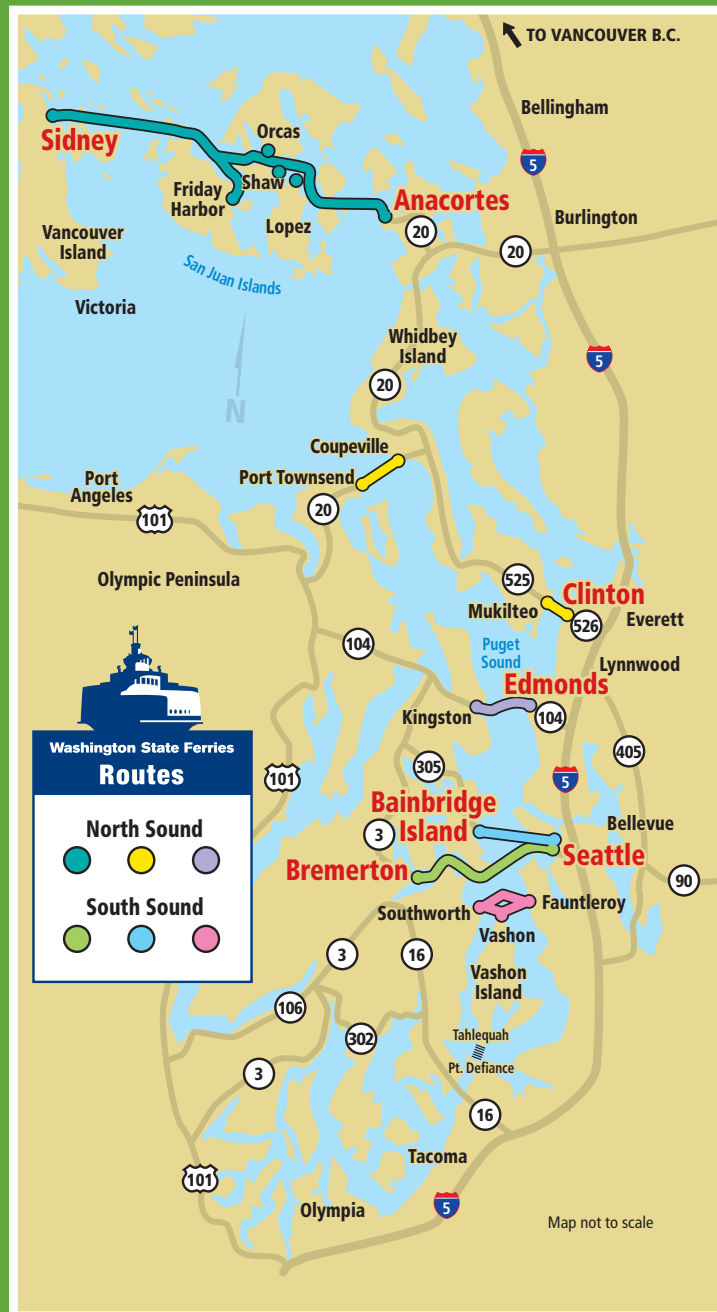 TO VANCOUVER B.C.
Bellingham
5
Sidney
Orcas
Shaw
Friday
Harbor
Lopez
Anacortes
20
Burlington
20
Vancouver
Island
San Juan Islands
Victoria
N
Whidbey
Island
5
20
Coupeville
Port Townsend
20
Port
Angeles
101
Olympic Peninsula
525
Clinton
Mukilteo
526
Everett
Puget
Sound
104
Lynnwood
Edmonds
Kingston
104
405
Washington State Ferries
Routes
North Sound
South Sound
101
305
5
Bainbridge
Island
3
Bellevue
Bremerton
Seattle
90
Southworth
Fauntleroy
Vashon
3
16
Vashon
Island
106
302
Tahlequah
Pt. Defiance
3
16
Tacoma
101
Olympia
5
Map not to scale